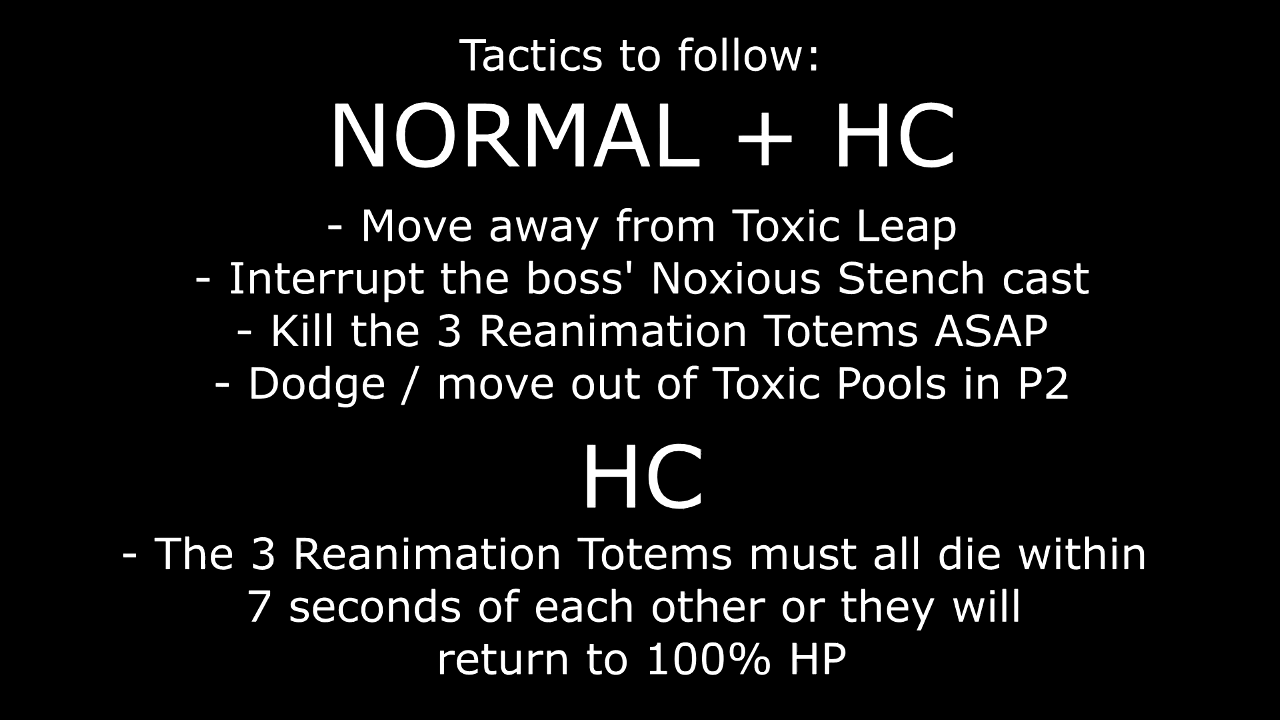 Tactics to follow:
NORMAL + HC
- Move away from Toxic Leap
- Interrupt the boss' Noxious Stench cast
- Kill the 3 Reanimation Totems ASAP
- Dodge / move out of Toxic Pools in P2
HC
- The 3 Reanimation Totems must all die within
7 seconds of each other or they will
return to 100% HP